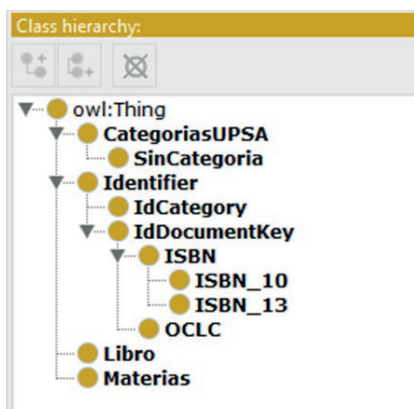 Class hierarchy:
owl:Thing
CategoriasUPSA
SinCategoria
Identifier
IdCategory
IdDocumentKey
ISBN
ISBN_10
ISBN_13
OCLC
Libro
Materias